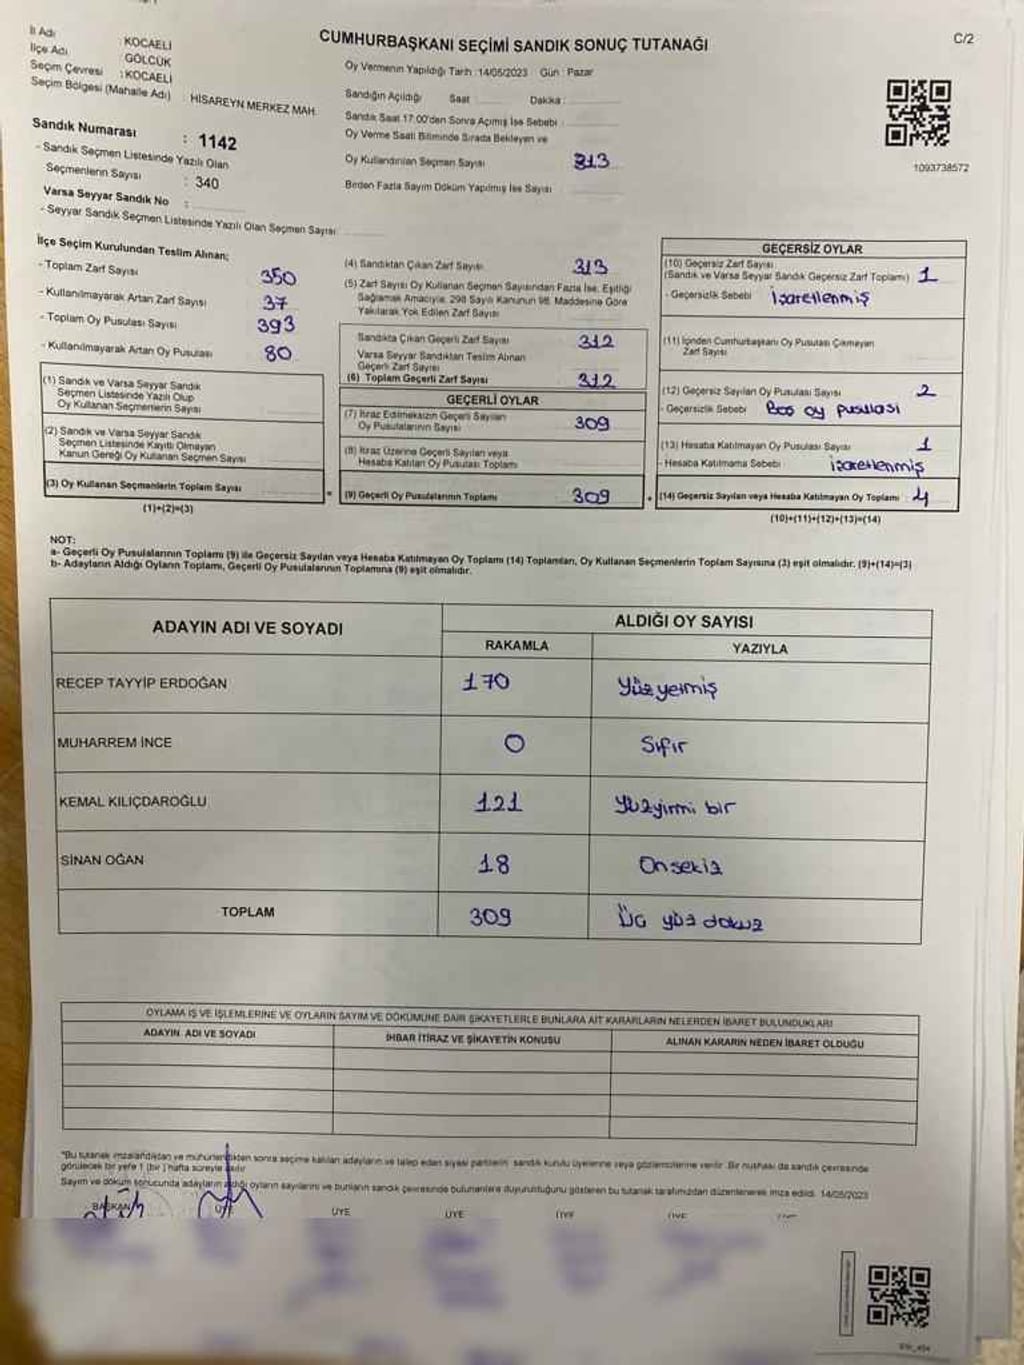 CUMHURBAŞKANI SEÇİMİ SANDIK SONUÇ TUTANAĞI
C/2
İl Adı : KOCAELİ
İlçe Adı : GÖLCÜK
Seçim Çevresi : KOCAELİ
Seçim Bölgesi (Mahalle Adı) : HİSAREYN MERKEZ MAH.
Sandık Numarası : 1142
- Sandık Seçmen Listesinde Yazılı Olan
Seçmenlerin Sayısı : 340
Varsa Seyyar Sandık No :
- Seyyar Sandık Seçmen Listesinde Yazılı Olan Seçmen Sayısı:
Oy Vermenin Yapıldığı Tarih :14/05/2023 Gün : Pazar
Sandığın Açıldığı Saat Dakika :
Sandık Saat 17:00'den Sonra Açılmış İse Sebebi :
Oy Verme Saati Bitiminde Sırada Bekleyen ve
Oy Kullandırılan Seçmen Sayısı 313
Birden Fazla Sayım Döküm Yapılmış İse Sayısı
1093738572
İlçe Seçim Kurulundan Teslim Alınan;
- Toplam Zarf Sayısı 350
- Kullanılmayarak Artan Zarf Sayısı 37
- Toplam Oy Pusulası Sayısı 393
- Kullanılmayarak Artan Oy Pusulası 80
(1) Sandık ve Varsa Seyyar Sandık
Seçmen Listesinde Yazılı Olup
Oy Kullanan Seçmenlerin Sayısı
(2) Sandık ve Varsa Seyyar Sandık
Seçmen Listesinde Kayıtlı Olmayan
Kanun Gereği Oy Kullanan Seçmen Sayısı
(3) Oy Kullanan Seçmenlerin Toplam Sayısı
(1)+(2)=(3)
=
(4) Sandıktan Çıkan Zarf Sayısı 313
(5) Zarf Sayısı Oy Kullanan Seçmen Sayısından Fazla İse, Eşitliği
Sağlamak Amacıyla, 298 Sayılı Kanunun 98. Maddesine Göre
Yakılarak Yok Edilen Zarf Sayısı
Sandıkta Çıkan Geçerli Zarf Sayısı 312
Varsa Seyyar Sandıktan Teslim Alınan
Geçerli Zarf Sayısı
(6) Toplam Geçerli Zarf Sayısı 312
GEÇERLİ OYLAR
(7) İtiraz Edilmeksizin Geçerli Sayılan
Oy Pusulalarının Sayısı 309
(8) İtiraz Üzerine Geçerli Sayılan veya
Hesaba Katılan Oy Pusulası Toplamı
(9) Geçerli Oy Pusulalarının Toplamı 309
+
GEÇERSİZ OYLAR
(10) Geçersiz Zarf Sayısı
(Sandık ve Varsa Seyyar Sandık Geçersiz Zarf Toplamı) 1
- Geçersizlik Sebebi İşaretlenmiş
(11) İçinden Cumhurbaşkanı Oy Pusulası Çıkmayan
Zarf Sayısı
(12) Geçersiz Sayılan Oy Pusulası Sayısı 2
- Geçersizlik Sebebi Boş oy pusulası
(13) Hesaba Katılmayan Oy Pusulası Sayısı 1
- Hesaba Katılmama Sebebi İşaretlenmiş
(14) Geçersiz Sayılan veya Hesaba Katılmayan Oy Toplamı : 4
(10)+(11)+(12)+(13)=(14)
NOT:
a- Geçerli Oy Pusulalarının Toplamı (9) ile Geçersiz Sayılan veya Hesaba Katılmayan Oy Toplamı (14) Toplamları, Oy Kullanan Seçmenlerin Toplam Sayısına (3) eşit olmalıdır. (9)+(14)=(3)
b- Adayların Aldığı Oyların Toplamı, Geçerli Oy Pusulalarının Toplamına (9) eşit olmalıdır.
ADAYIN ADI VE SOYADI ALDIĞI OY SAYISI
RAKAMLA YAZIYLA
RECEP TAYYİP ERDOĞAN 170 Yüzyetmiş
MUHARREM İNCE 0 Sıfır
KEMAL KILIÇDAROĞLU 121 Yüzyirmi bir
SİNAN OĞAN 18 Onsekiz
TOPLAM 309 Üç yüz dokuz
OYLAMA İŞ VE İŞLEMLERİNE VE OYLARIN SAYIM VE DÖKÜMÜNE DAİR ŞİKAYETLERLE BUNLARA AİT KARARLARIN NELERDEN İBARET BULUNDUKLARI
ADAYIN ADI VE SOYADI İHBAR İTİRAZ VE ŞİKAYETİN KONUSU ALINAN KARARIN NEDEN İBARET OLDUĞU
"Bu tutanak imzalandıktan ve mühürlendikten sonra seçime katılan adayların ve talep eden siyasi partilerin sandık kurulu üyelerine veya gözlemcilerine verilir. Bir nüshası da sandık çevresinde
görülecek bir yere 1 (bir) hafta süreyle asılır
Sayım ve döküm sonucunda adayların aldığı oyların sayılarını ve bunların sandık çevresinde bulunanlara duyurulduğunu gösteren bu tutanak tarafımızdan düzenlenerek imza edildi. 14/05/2023
BAŞKAN ÜYE ÜYE ÜYE ÜYE ÜYE